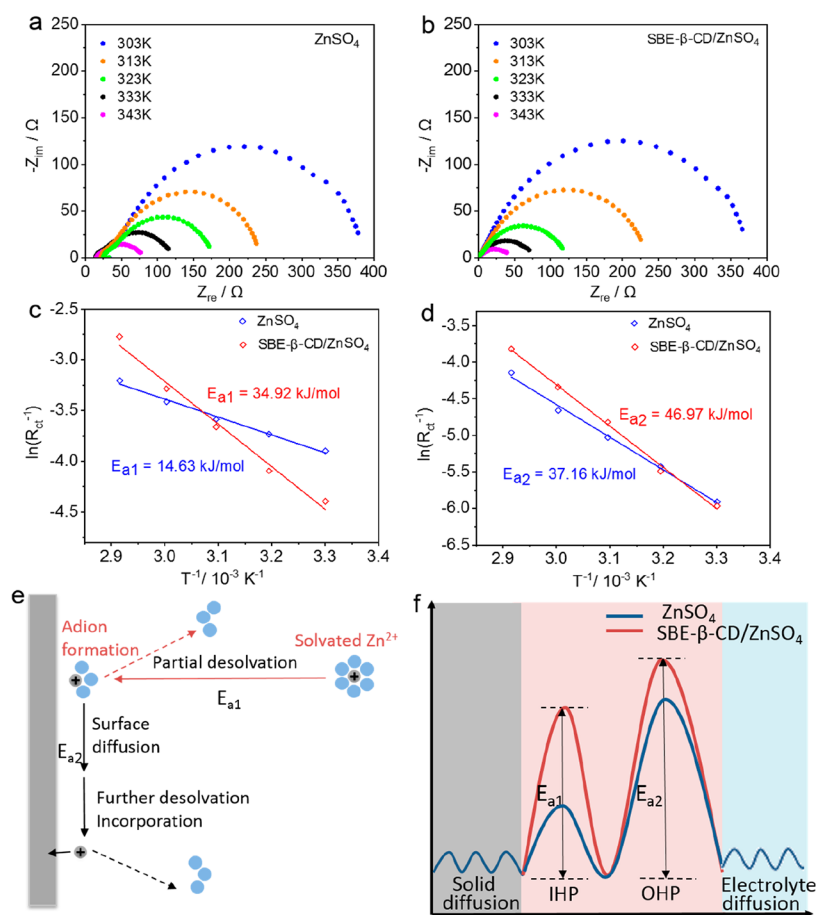 a
ZnSO₄
303K
313K
323K
333K
343K
-Z_im / Ω
250
200
150
100
50
0
0 50 100 150 200 250 300 350 400
Z_re / Ω
b
SBE-β-CD/ZnSO₄
303K
313K
323K
333K
343K
-Z_im / Ω
250
200
150
100
50
0
0 50 100 150 200 250 300 350 400
Z_re / Ω
c
ZnSO₄
SBE-β-CD/ZnSO₄
E_a1 = 34.92 kJ/mol
E_a1 = 14.63 kJ/mol
ln(R_ct⁻¹)
-2.5
-3.0
-3.5
-4.0
-4.5
2.9 3.0 3.1 3.2 3.3 3.4
T⁻¹/ 10⁻³ K⁻¹
d
ZnSO₄
SBE-β-CD/ZnSO₄
E_a2 = 46.97 kJ/mol
E_a2 = 37.16 kJ/mol
ln(R_ct⁻¹)
-3.5
-4.0
-4.5
-5.0
-5.5
-6.0
-6.5
2.9 3.0 3.1 3.2 3.3 3.4
T⁻¹/ 10⁻³ K⁻¹
e
Adion
formation
Solvated Zn²⁺
Partial desolvation
E_a1
+
+
Surface
diffusion
E_a2
Further desolvation
Incorporation
+
f
ZnSO₄
SBE-β-CD/ZnSO₄
E_a1
E_a2
Solid
diffusion
IHP
OHP
Electrolyte
diffusion